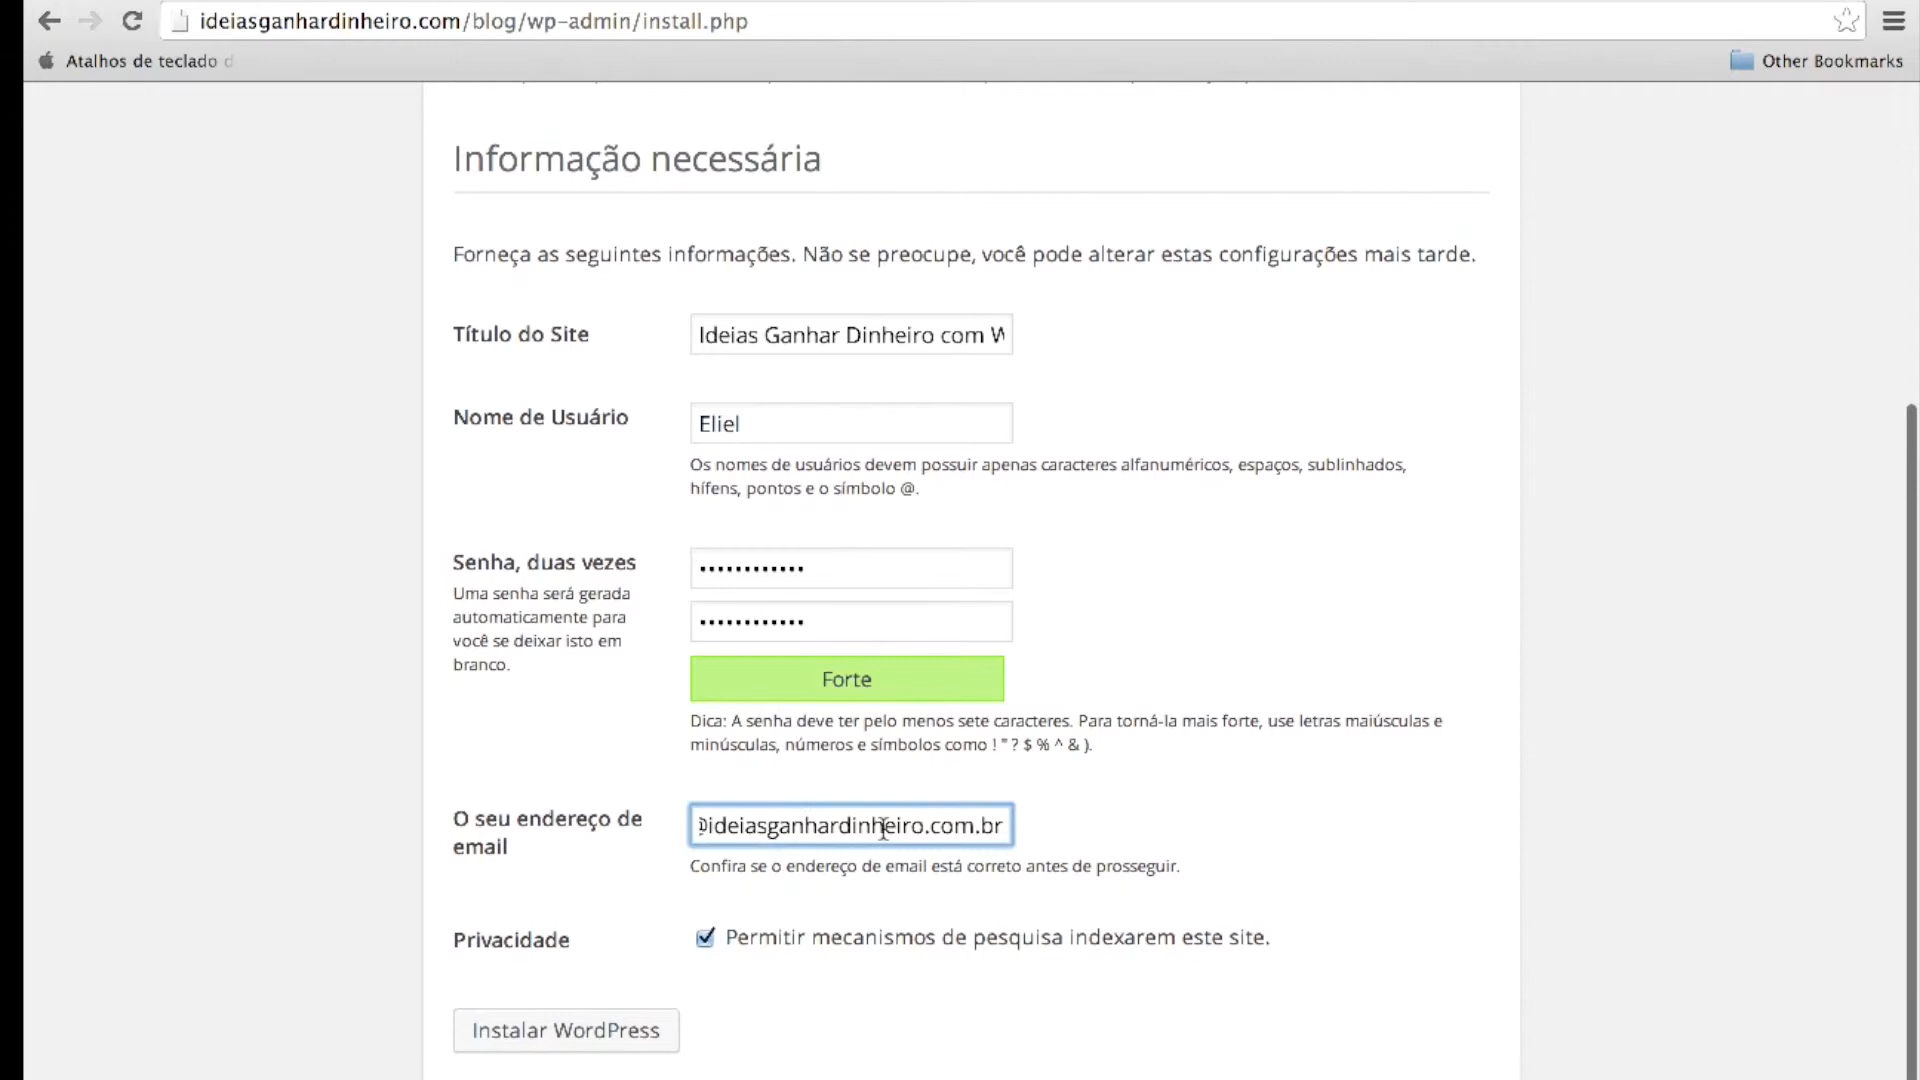 ideiasganhardinheiro.com/blog/wp-admin/install.php
Atalhos de teclado
Other Bookmarks
Informação necessária
Forneça as seguintes informações. Não se preocupe, você pode alterar estas configurações mais tarde.
Título do Site
Ideias Ganhar Dinheiro com W
Nome de Usuário
Eliel
Os nomes de usuários devem possuir apenas caracteres alfanuméricos, espaços, sublinhados,
hífens, pontos e o símbolo @.
Senha, duas vezes
Uma senha será gerada
automaticamente para
você se deixar isto em
branco.
••••••••••••
••••••••••••
Forte
Dica: A senha deve ter pelo menos sete caracteres. Para torná-la mais forte, use letras maiúsculas e
minúsculas, números e símbolos como ! " ? $ % ^ & ).
O seu endereço de
email
@ideiasganhardinheiro.com.br
Confira se o endereço de email está correto antes de prosseguir.
Privacidade
Permitir mecanismos de pesquisa indexarem este site.
Instalar WordPress